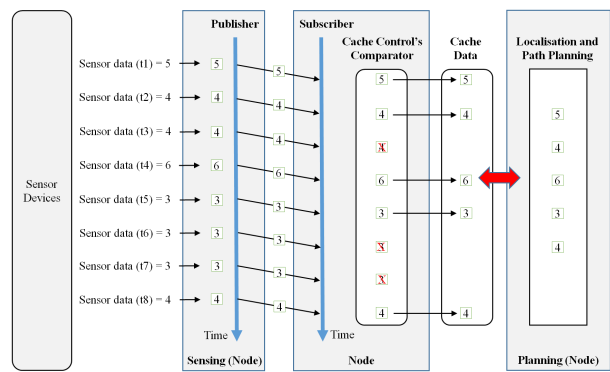 Publisher
Subscriber
Cache Control's
Comparator
Cache
Data
Localisation and
Path Planning
Sensor data (t1) = 5
5
5
5
5
Sensor data (t2) = 4
4
4
4
4
5
Sensor data (t3) = 4
4
4
4
4
Sensor data (t4) = 6
6
6
6
6
6
Sensor
Devices
Sensor data (t5) = 3
3
3
3
3
3
Sensor data (t6) = 3
3
3
3
4
Sensor data (t7) = 3
3
3
3
Sensor data (t8) = 4
4
4
4
4
Time
Time
Sensing (Node)
Node
Planning (Node)